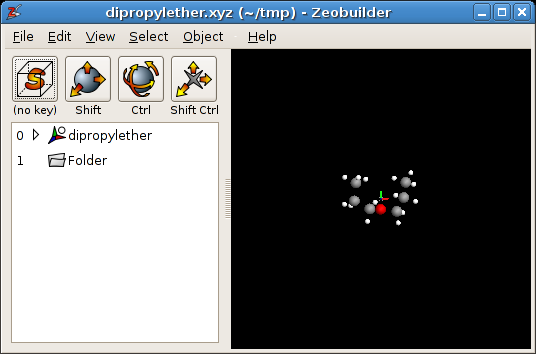 dipropylether.xyz (~/tmp) - Zeobuilder
File Edit View Select Object Help
S
(no key) Shift Ctrl Shift Ctrl
0 dipropylether
1 Folder